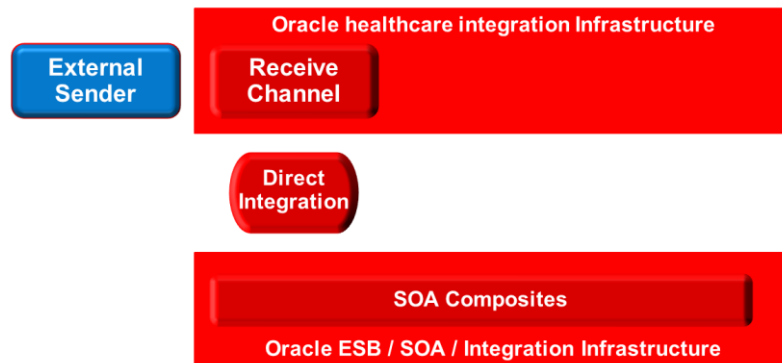 Oracle healthcare integration Infrastructure
External
Sender
Receive
Channel
Direct
Integration
SOA Composites
Oracle ESB / SOA / Integration Infrastructure